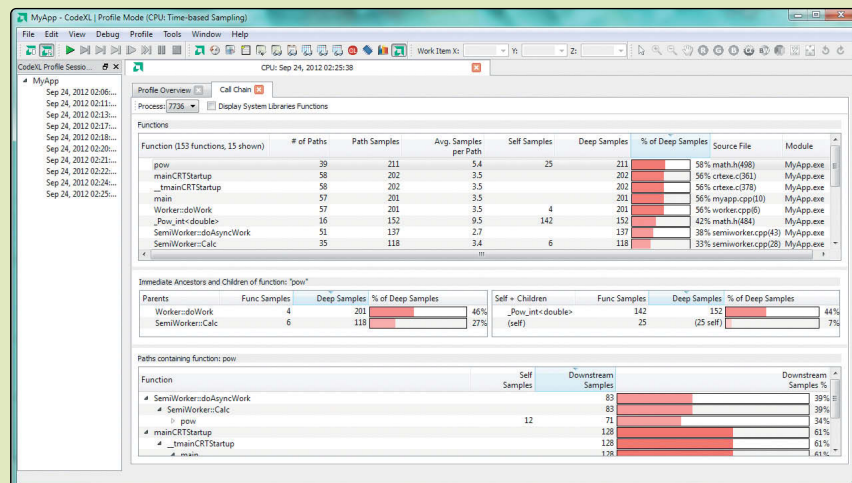 MyApp - CodeXL | Profile Mode (CPU: Time-based Sampling)
File Edit View Debug Profile Tools Window Help
Work Item X: Y: Z:
CodeXL Profile Sessio...
CPU: Sep 24, 2012 02:25:38
MyApp
Sep 24, 2012 02:06:...
Sep 24, 2012 02:11:...
Sep 24, 2012 02:13:...
Sep 24, 2012 02:17:...
Sep 24, 2012 02:18:...
Sep 24, 2012 02:20:...
Sep 24, 2012 02:21:...
Sep 24, 2012 02:22:...
Sep 24, 2012 02:24:...
Sep 24, 2012 02:25:...
Profile Overview Call Chain
Process: 7736 Display System Libraries Functions
Functions
Function (153 functions, 15 shown) # of Paths Path Samples Avg. Samples per Path Self Samples Deep Samples % of Deep Samples Source File Module
pow 39 211 5.4 25 211 58% math.h(498) MyApp.exe
mainCRTStartup 58 202 3.5 202 56% crtexe.c(361) MyApp.exe
__tmainCRTStartup 58 202 3.5 202 56% crtexe.c(378) MyApp.exe
main 57 201 3.5 201 56% myapp.cpp(10) MyApp.exe
Worker::doWork 57 201 3.5 4 201 56% worker.cpp(6) MyApp.exe
_Pow_int<double> 16 152 9.5 142 152 42% math.h(484) MyApp.exe
SemiWorker::doAsyncWork 51 137 2.7 137 38% semiworker.cpp(43) MyApp.exe
SemiWorker::Calc 35 118 3.4 6 118 33% semiworker.cpp(28) MyApp.exe
Immediate Ancestors and Children of function: "pow"
Parents Func Samples Deep Samples % of Deep Samples
Worker::doWork 4 201 46%
SemiWorker::Calc 6 118 27%
Self + Children Func Samples Deep Samples % of Deep Samples
_Pow_int<double> 142 152 44%
(self) 25 (25 self) 7%
Paths containing function: pow
Function Self Samples Downstream Samples Downstream Samples %
SemiWorker::doAsyncWork 83 39%
SemiWorker::Calc 83 39%
pow 12 71 34%
mainCRTStartup 128 61%
__tmainCRTStartup 128 61%
main 128 61%